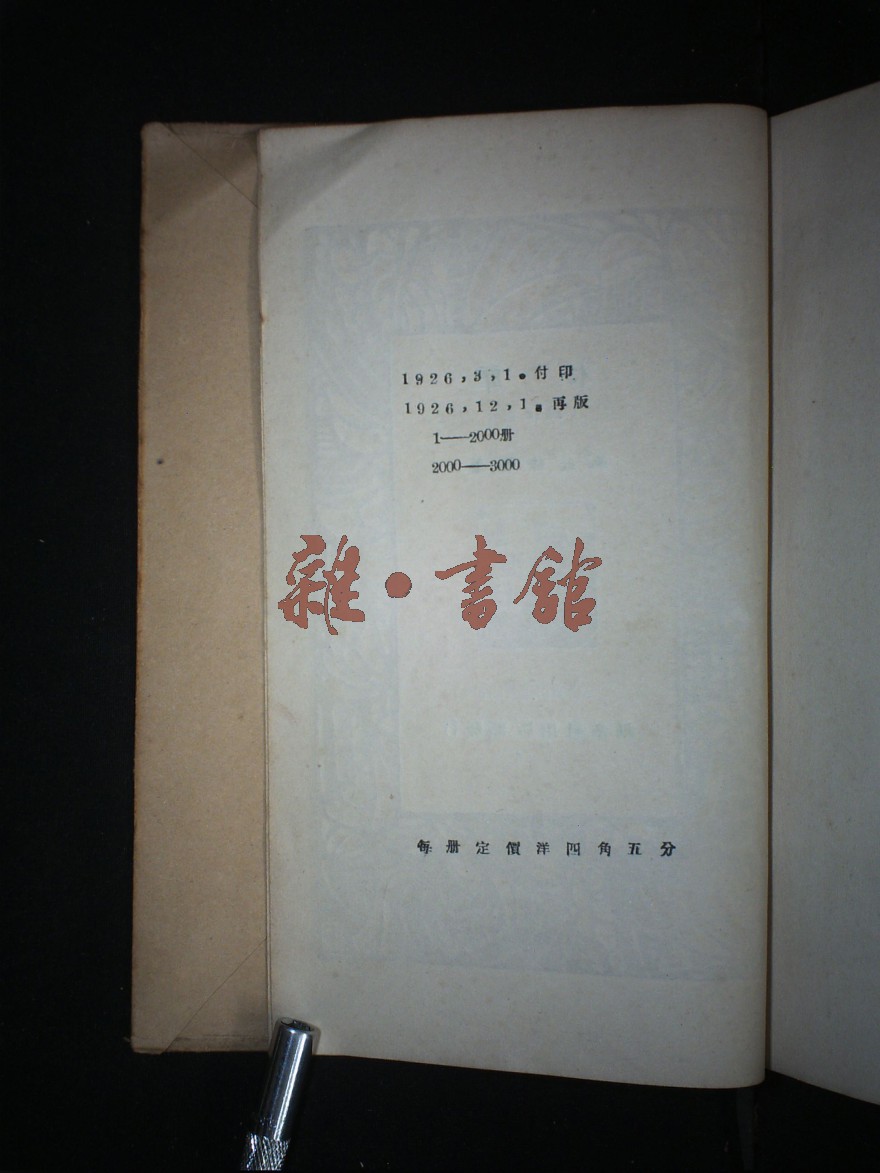 1926,3,1.付印
1926,12,1.再版
1——2000册
2000——3000
雜·書館
每册定價洋四角五分